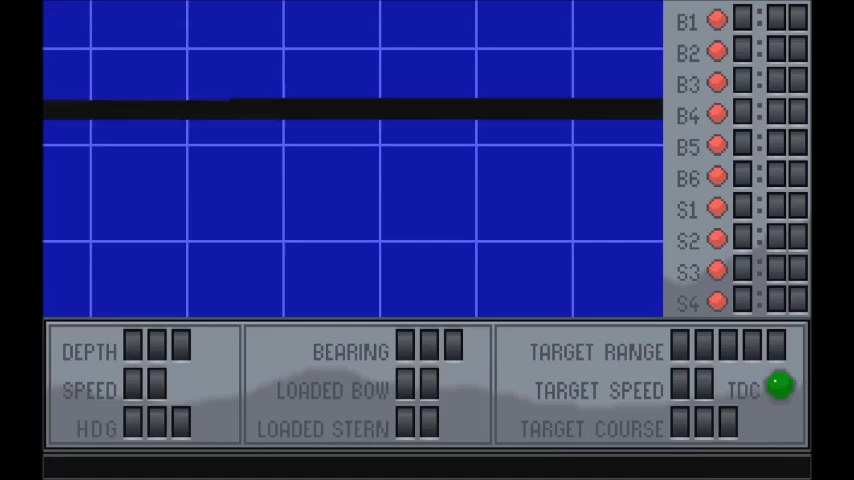 B1 :
B2 :
B3 :
B4 :
B5 :
B6 :
S1 :
S2 :
S3 :
S4 :
DEPTH BEARING TARGET RANGE
SPEED LOADED BOW TARGET SPEED TDC
HDG LOADED STERN TARGET COURSE